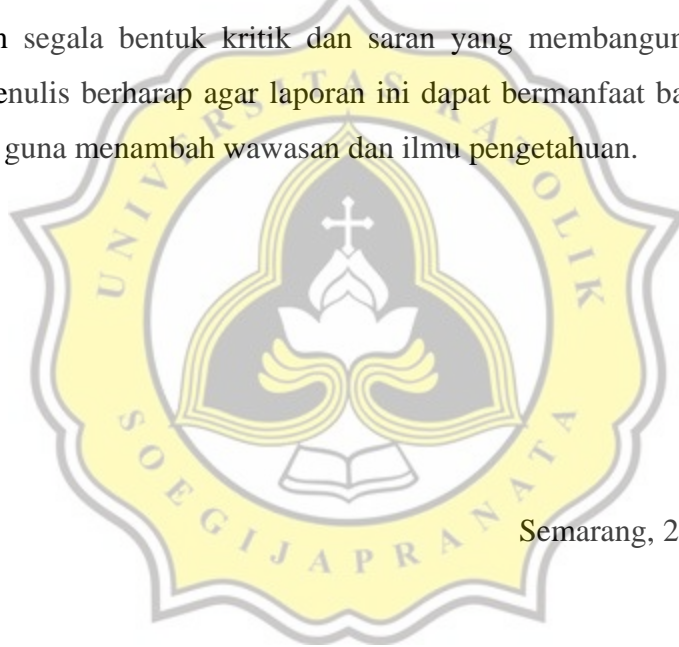 n segala bentuk kritik dan saran yang membangun
enulis berharap agar laporan ini dapat bermanfaat ba
guna menambah wawasan dan ilmu pengetahuan.
UNIVERSITAS KATOLIK
SOEGIJAPRANATA
Semarang, 2